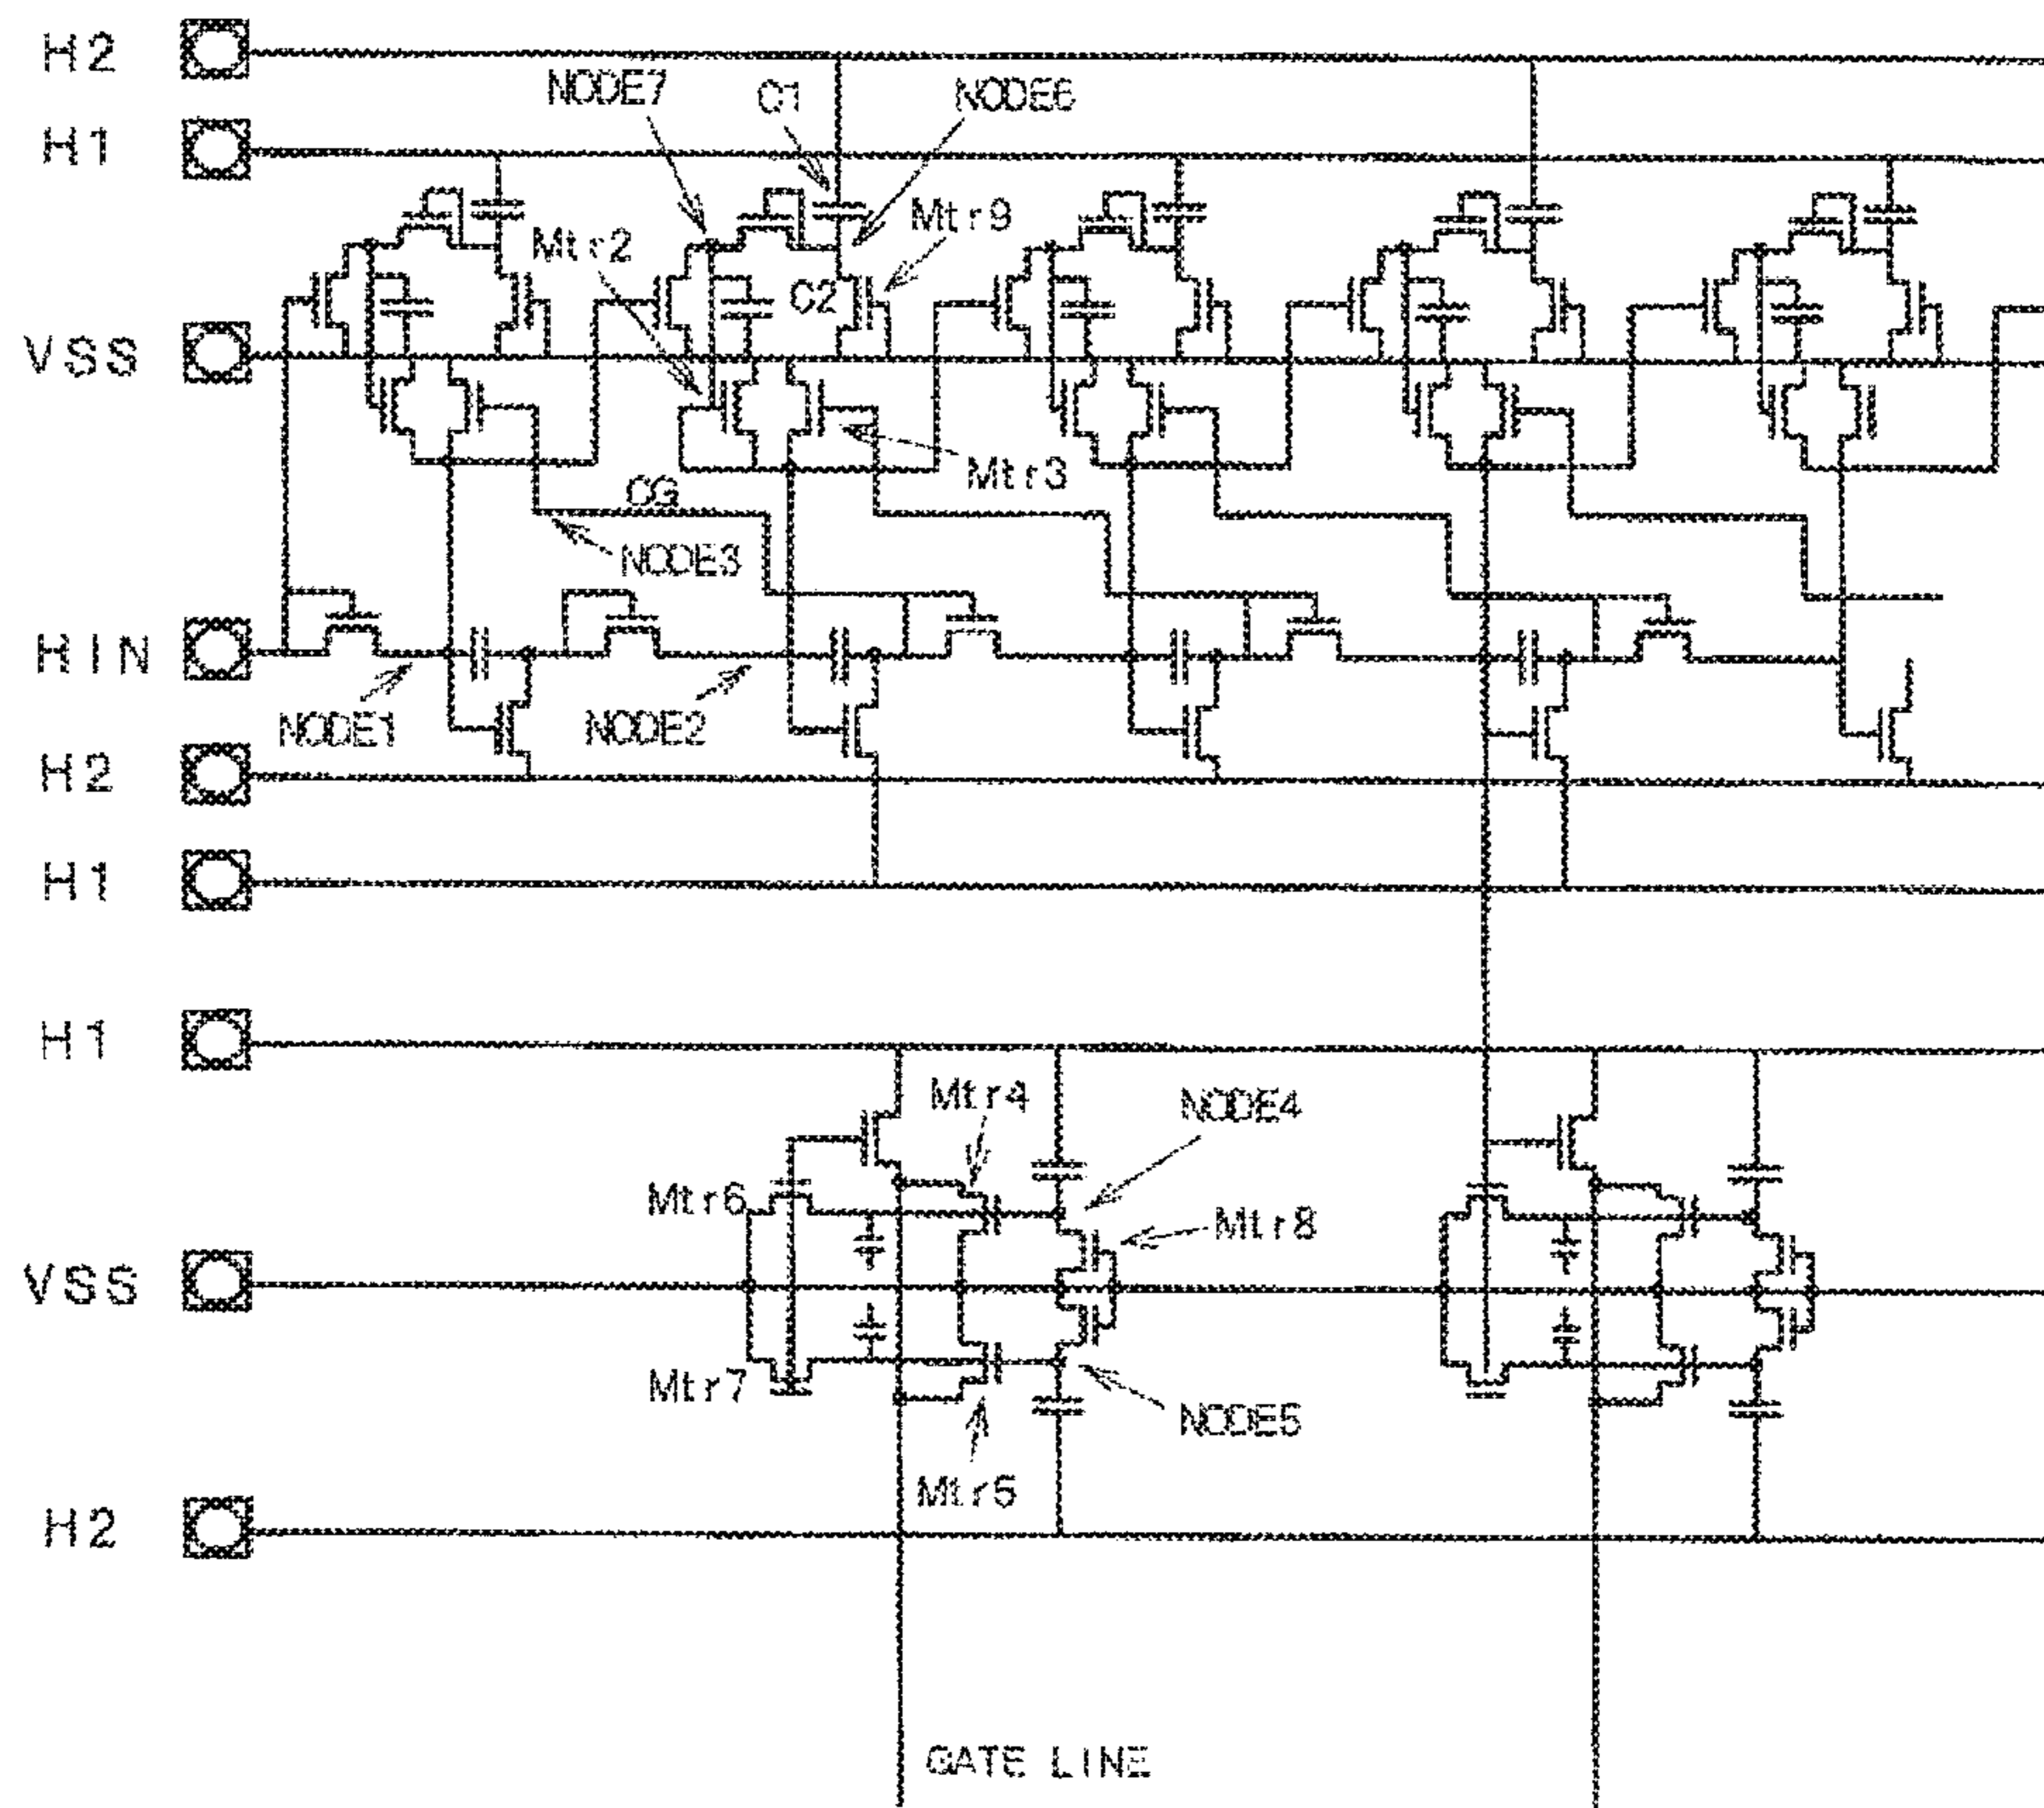 H2
NODE7
C1
NODE6
H1
Mtr9
Mtr2
C2
VSS
Mtr3
CG
NODE3
HIN
NODE1
NODE2
H2
H1
H1
Mtr4
NODE4
Mtr6
Mtr8
VSS
Mtr7
NODE5
Mtr5
H2
GATE LINE